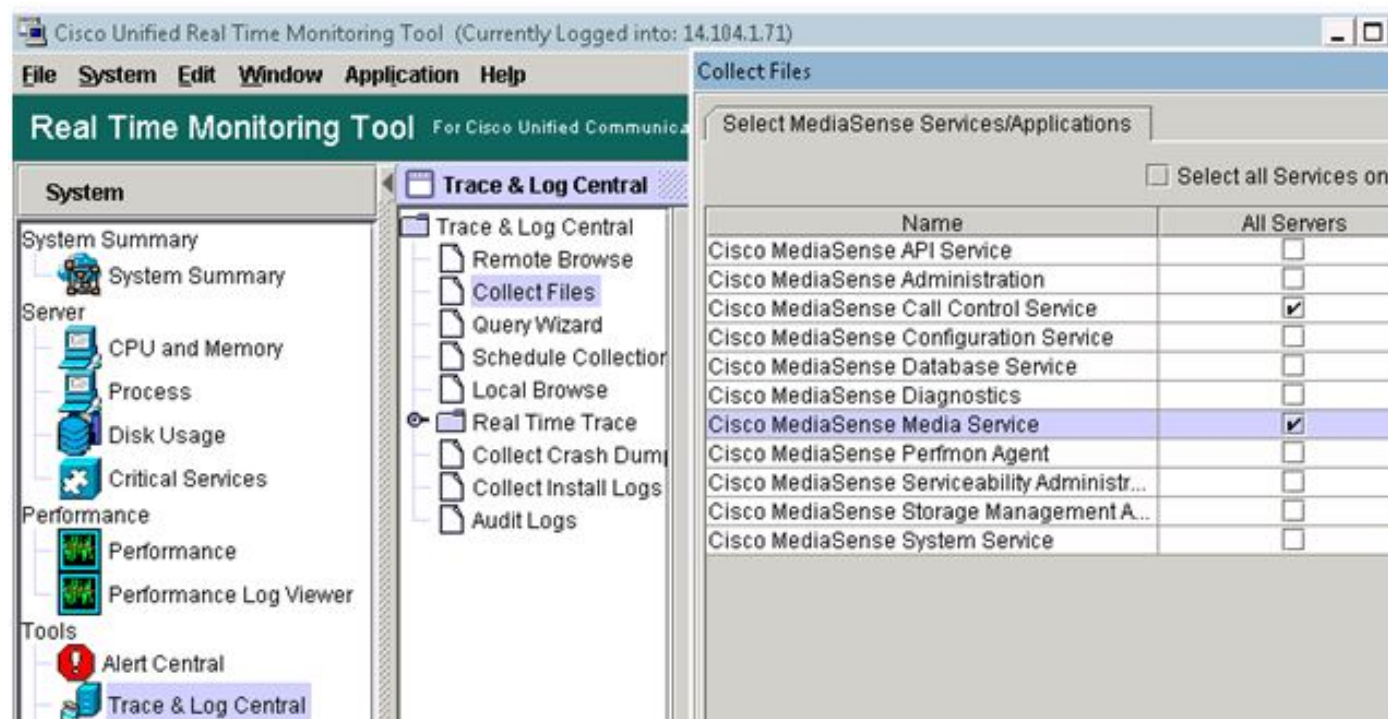 Cisco Unified Real Time Monitoring Tool (Currently Logged into: 14.104.1.71)
File System Edit Window Application Help
Real Time Monitoring Tool For Cisco Unified Communica
System
System Summary
System Summary
Server
CPU and Memory
Process
Disk Usage
Critical Services
Performance
Performance
Performance Log Viewer
Tools
Alert Central
Trace & Log Central
Trace & Log Central
Trace & Log Central
Remote Browse
Collect Files
Query Wizard
Schedule Collection
Local Browse
Real Time Trace
Collect Crash Dump
Collect Install Logs
Audit Logs
Collect Files
Select MediaSense Services/Applications
Select all Services on
Name All Servers
Cisco MediaSense API Service
Cisco MediaSense Administration
Cisco MediaSense Call Control Service
Cisco MediaSense Configuration Service
Cisco MediaSense Database Service
Cisco MediaSense Diagnostics
Cisco MediaSense Media Service
Cisco MediaSense Perfmon Agent
Cisco MediaSense Serviceability Administr...
Cisco MediaSense Storage Management A...
Cisco MediaSense System Service